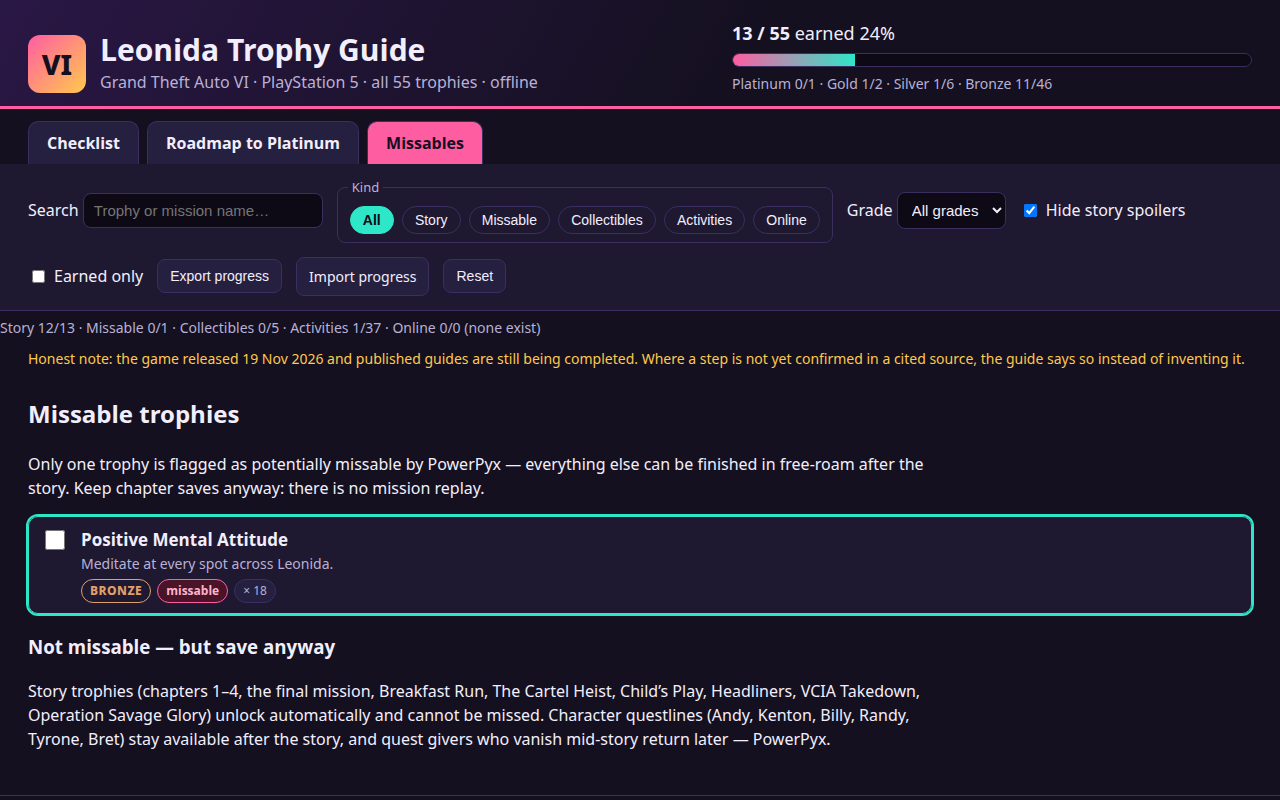 VI
Leonida Trophy Guide
Grand Theft Auto VI · PlayStation 5 · all 55 trophies · offline
13 / 55 earned 24%
Platinum 0/1 · Gold 1/2 · Silver 1/6 · Bronze 11/46
Checklist
Roadmap to Platinum
Missables
Search Trophy or mission name…
Kind
All Story Missable Collectibles Activities Online
Grade All grades
Hide story spoilers
Earned only
Export progress
Import progress
Reset
Story 12/13 · Missable 0/1 · Collectibles 0/5 · Activities 1/37 · Online 0/0 (none exist)
Honest note: the game released 19 Nov 2026 and published guides are still being completed. Where a step is not yet confirmed in a cited source, the guide says so instead of inventing it.
Missable trophies
Only one trophy is flagged as potentially missable by PowerPyx — everything else can be finished in free-roam after the
story. Keep chapter saves anyway: there is no mission replay.
Positive Mental Attitude
Meditate at every spot across Leonida.
BRONZE missable × 18
Not missable — but save anyway
Story trophies (chapters 1–4, the final mission, Breakfast Run, The Cartel Heist, Child’s Play, Headliners, VCIA Takedown,
Operation Savage Glory) unlock automatically and cannot be missed. Character questlines (Andy, Kenton, Billy, Randy,
Tyrone, Bret) stay available after the story, and quest givers who vanish mid-story return later — PowerPyx.